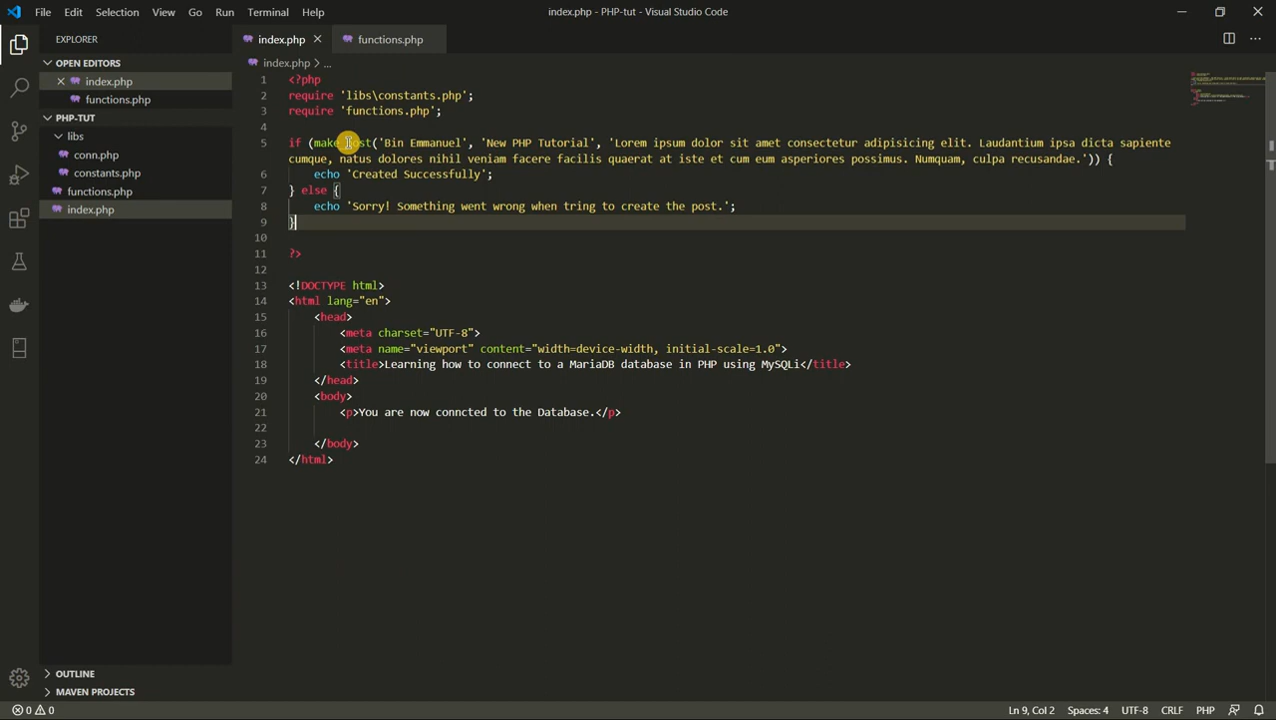 File Edit Selection View Go Run Terminal Help
index.php - PHP-tut - Visual Studio Code
EXPLORER
OPEN EDITORS
index.php
functions.php
PHP-TUT
libs
conn.php
constants.php
functions.php
index.php
OUTLINE
MAVEN PROJECTS
index.php functions.php
index.php > ...
1 <?php
2 require 'libs\constants.php';
3 require 'functions.php';
4
5 if (make_post('Bin Emmanuel', 'New PHP Tutorial', 'Lorem ipsum dolor sit amet consectetur adipisicing elit. Laudantium ipsa dicta sapiente
cumque, natus dolores nihil veniam facere facilis quaerat at iste et cum eum asperiores possimus. Numquam, culpa recusandae.')) {
6 echo 'Created Successfully';
7 } else {
8 echo 'Sorry! Something went wrong when tring to create the post.';
9 }
10
11 ?>
12
13 <!DOCTYPE html>
14 <html lang="en">
15 <head>
16 <meta charset="UTF-8">
17 <meta name="viewport" content="width=device-width, initial-scale=1.0">
18 <title>Learning how to connect to a MariaDB database in PHP using MySQLi</title>
19 </head>
20 <body>
21 <p>You are now conncted to the Database.</p>
22
23 </body>
24 </html>
0 0
Ln 9, Col 2 Spaces: 4 UTF-8 CRLF PHP